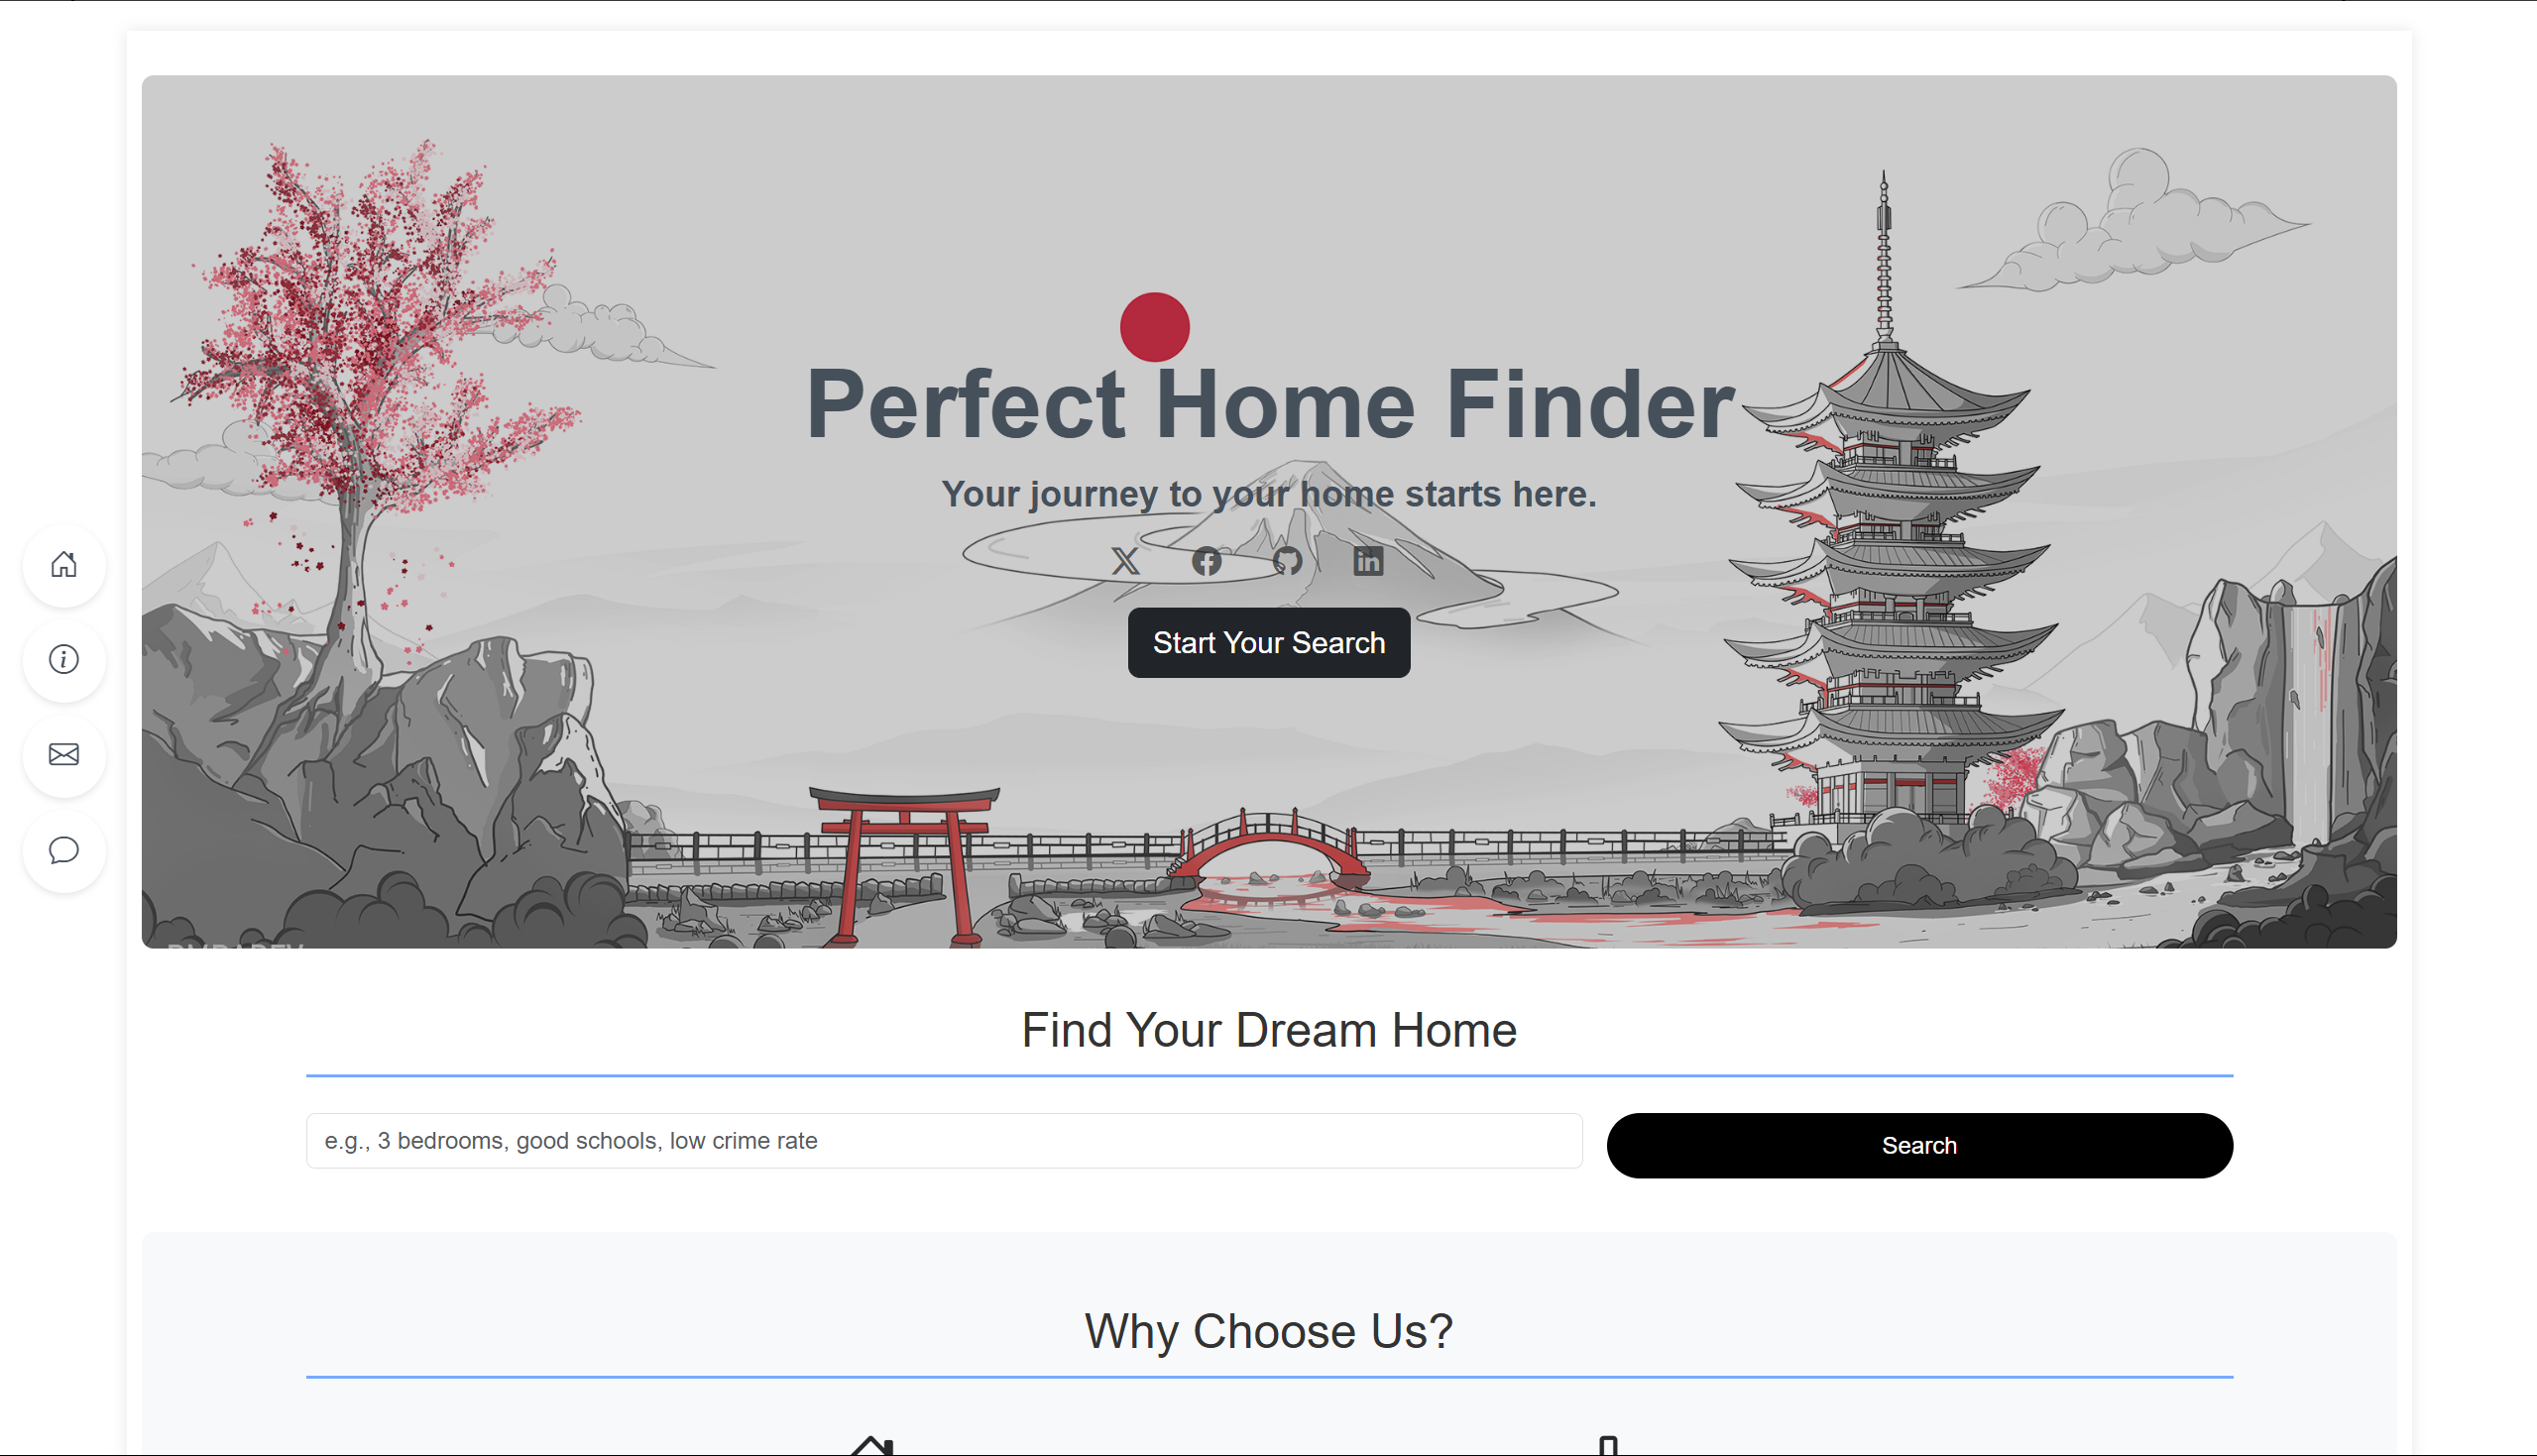 Perfect Home Finder
Your journey to your home starts here.
Start Your Search
Find Your Dream Home
e.g., 3 bedrooms, good schools, low crime rate
Search
Why Choose Us?